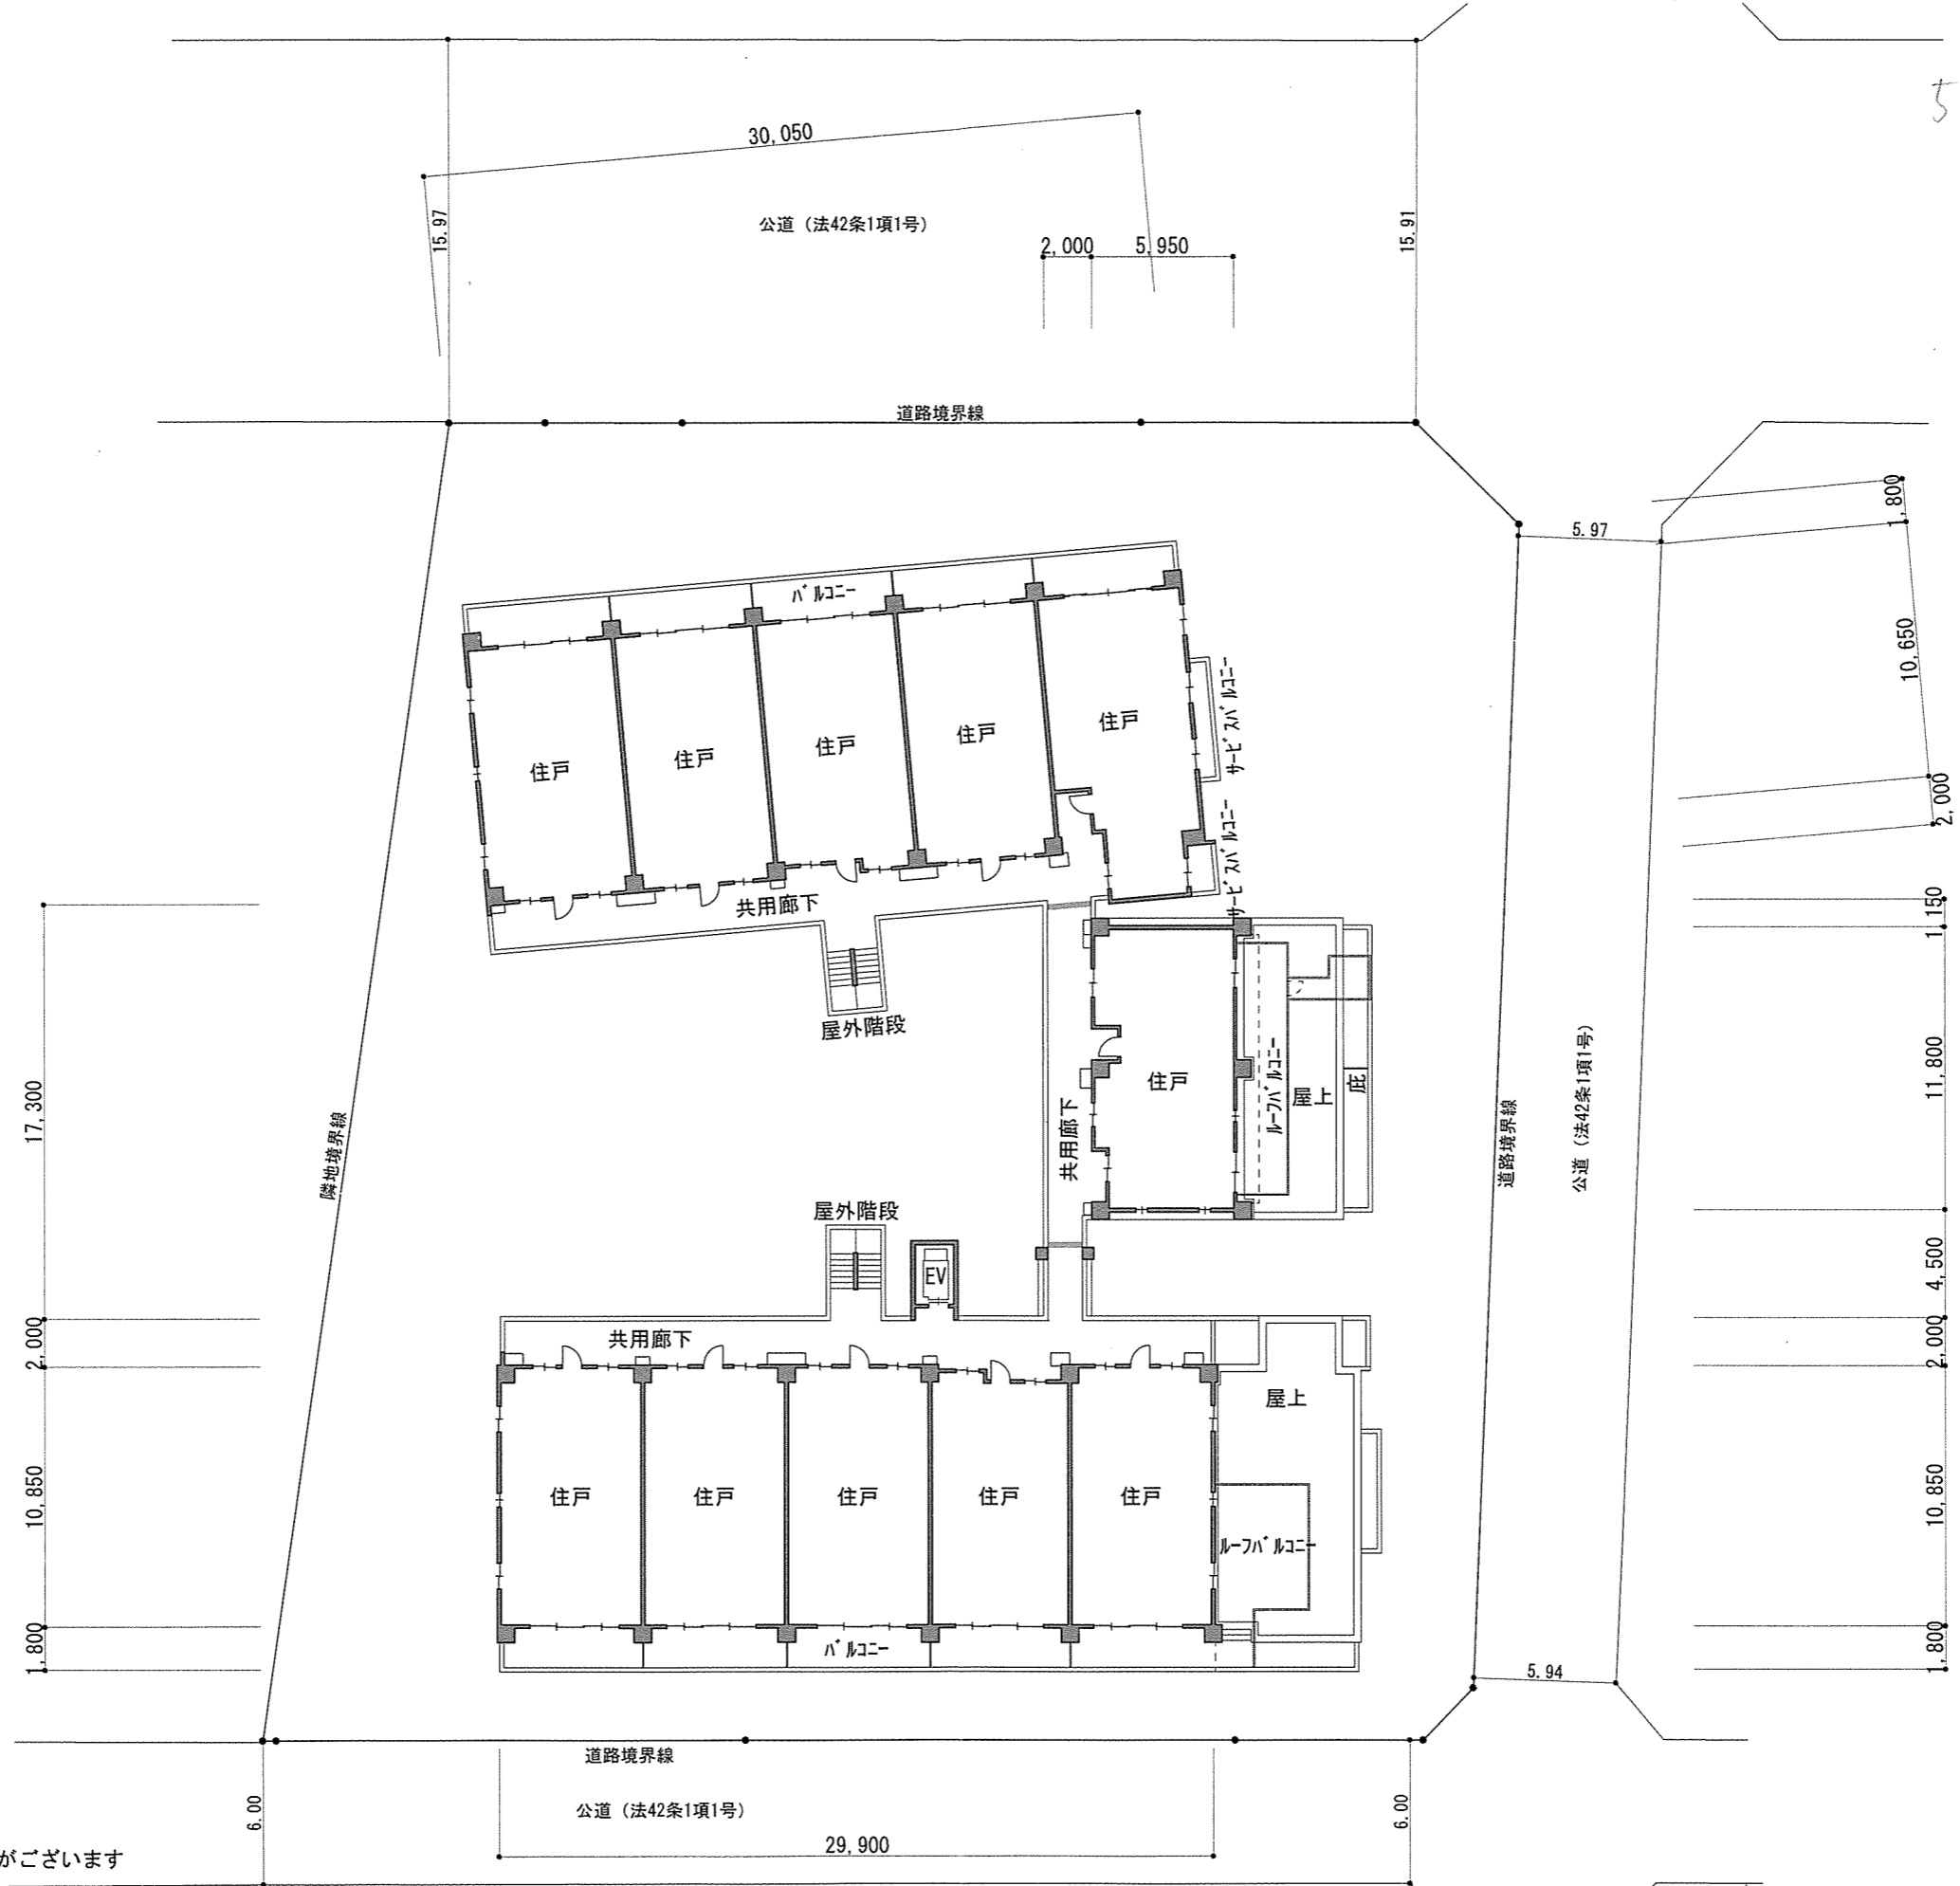 5
30,050
15.97
公道（法42条1項1号）
15.91
2,000
5,950
道路境界線
1,800
5.97
10,650
2,000
バルコニー
サービスバルコニー
住戸
住戸
住戸
住戸
住戸
サービスバルコニー
共用廊下
屋外階段
1,150
11,800
17,300
隣地境界線
住戸
共用廊下
ルーフバルコニー
屋上
庇
道路境界線
公道（法42条1項1号）
屋外階段
EV
4,500
2,000
共用廊下
2,000
屋上
10,850
住戸
住戸
住戸
住戸
住戸
ルーフバルコニー
10,850
1,800
バルコニー
1,800
5.94
道路境界線
6.00
公道（法42条1項1号）
6.00
29,900
がございます